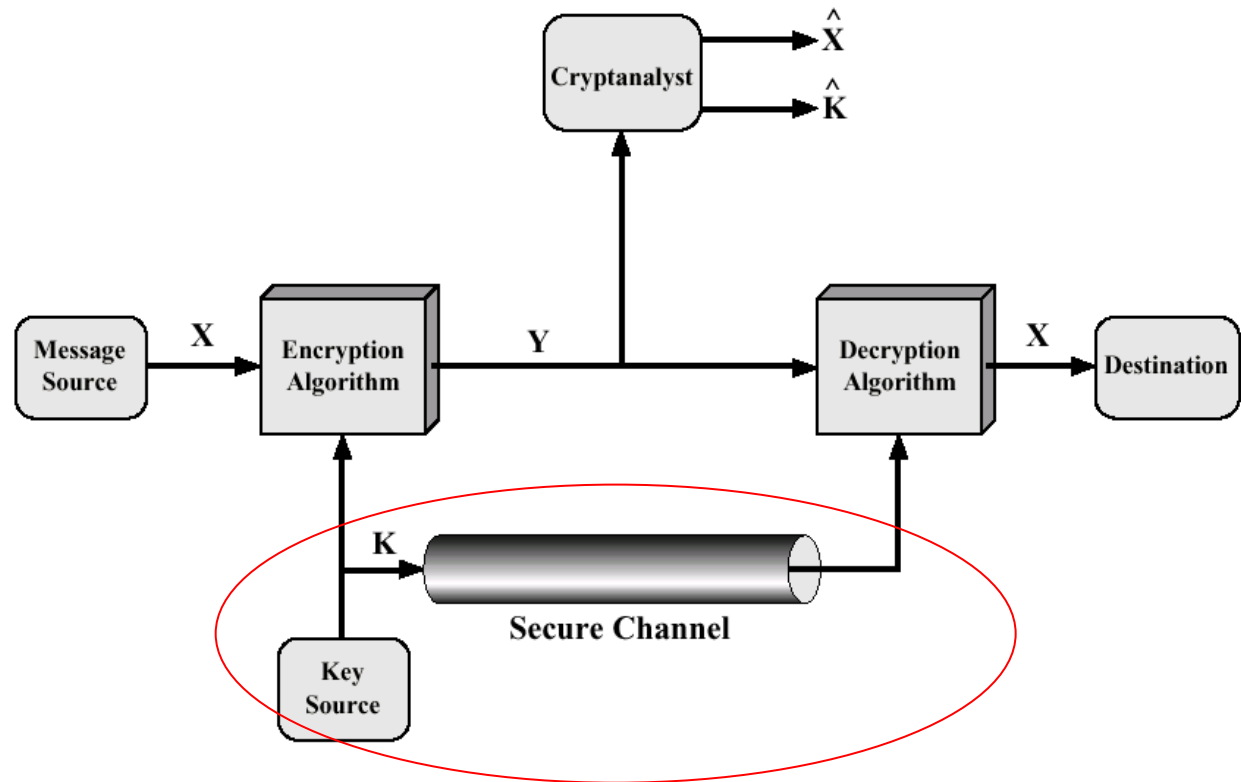 Cryptanalyst
X̂
K̂
Message
Source
X
Encryption
Algorithm
Y
Decryption
Algorithm
X
Destination
K
Secure Channel
Key
Source